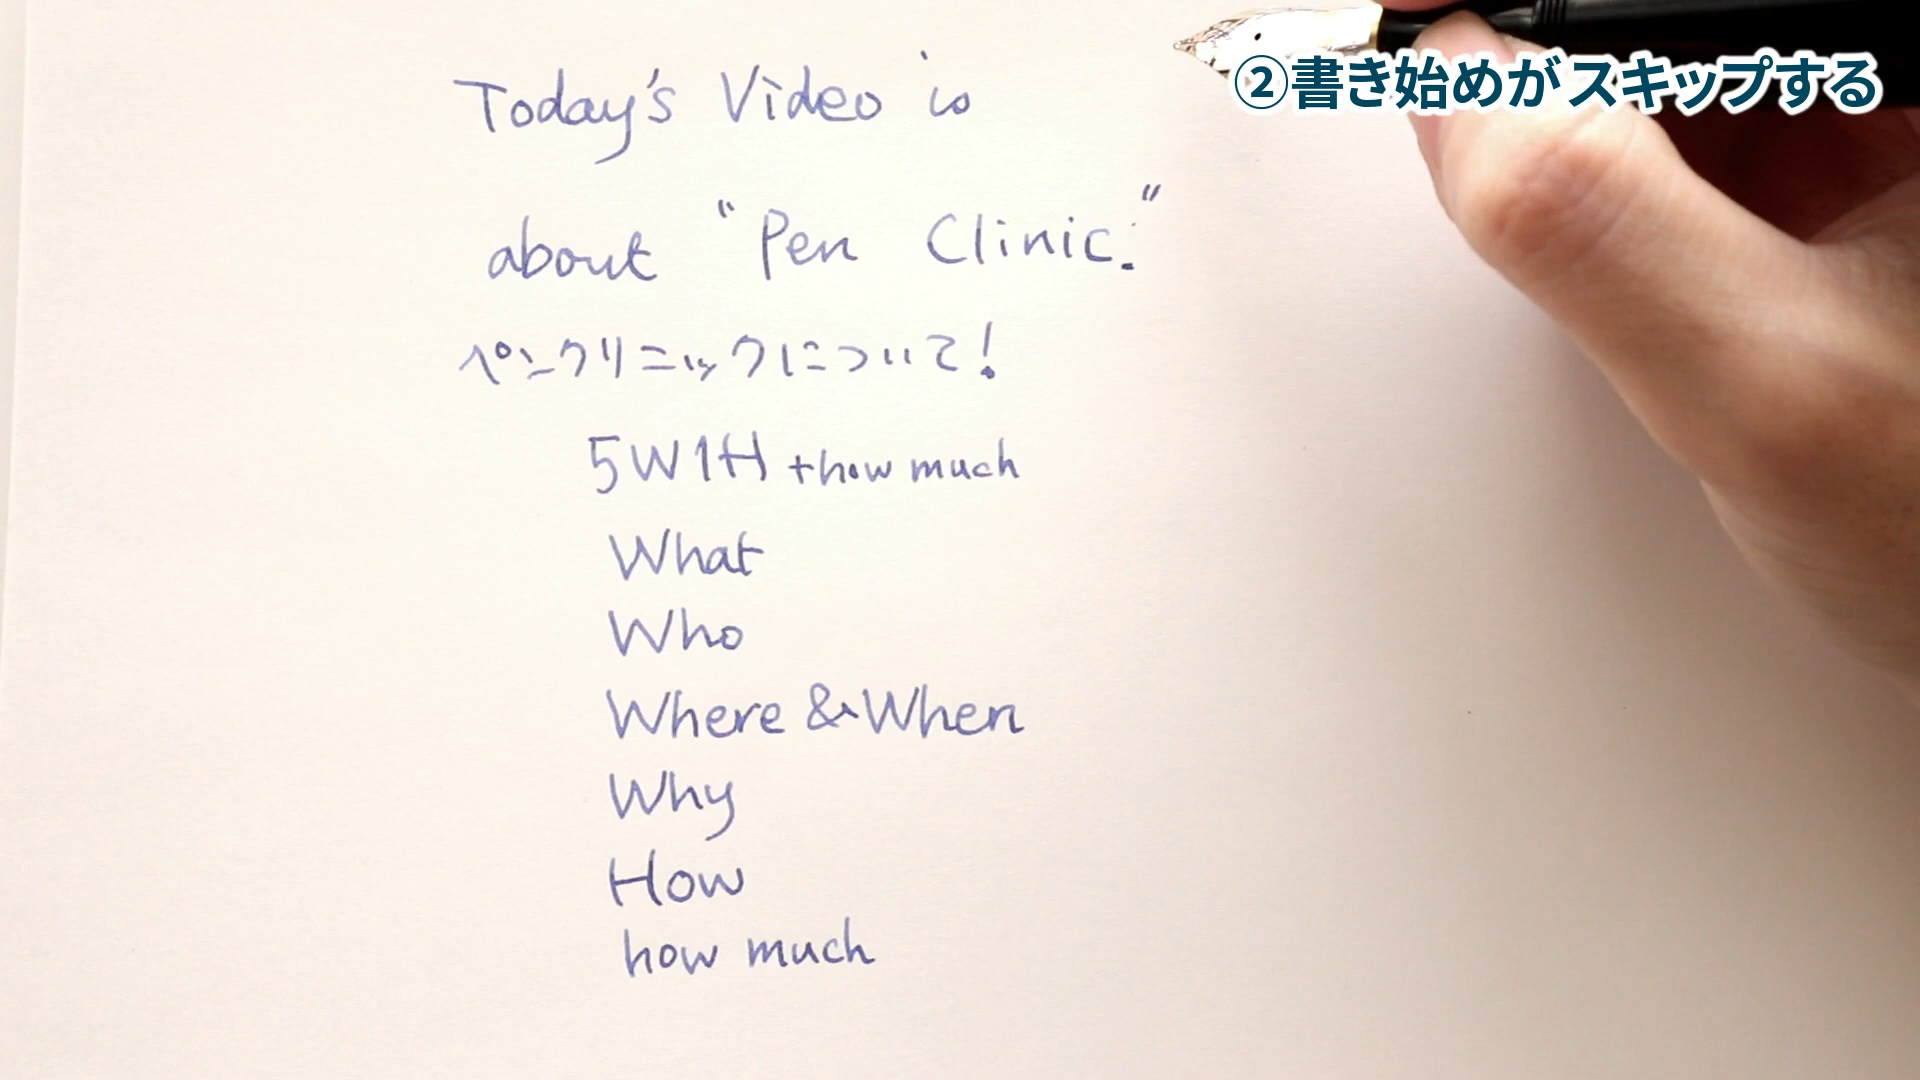 ②書き始めがスキップする
Today's Video is
about "Pen Clinic."
ペンクリニックについて!
5W1H +how much
What
Who
Where & When
Why
How
how much